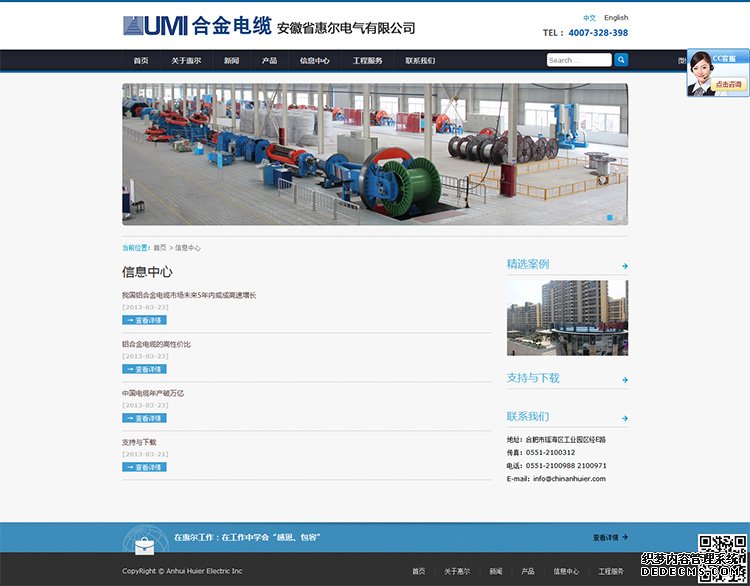 中文 English
UMI 合金电缆 安徽省惠尔电气有限公司
TEL： 4007-328-398
首页 关于惠尔 新闻 产品 信息中心 工程服务 联系我们
Search ...
CC客服
点击咨询
当前位置：首页 > 信息中心
信息中心
我国铝合金电缆市场未来5年内或成高速增长
[2013-03-23]
→ 查看详情
铝合金电缆的高性价比
[2013-03-23]
→ 查看详情
中国电缆年产破万亿
[2013-03-23]
→ 查看详情
支持与下载
[2013-03-21]
→ 查看详情
精选案例 →
支持与下载 →
联系我们 →
地址：合肥市瑶海区工业园区经E路
传真：0551-2100312
电话：0551-2100988 2100971
E-mail：info@chinanhuier.com
在惠尔工作：在工作中学会“感恩、包容”
查看详情 →
CopyRight © Anhui Huier Electric Inc
首页 关于惠尔 新闻 产品 信息中心 工程服务
织梦内容管理系统
DEDECMS.COM